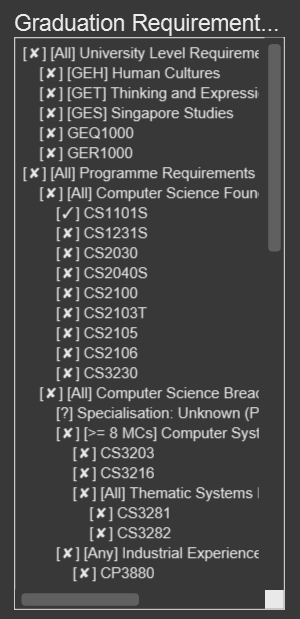 Graduation Requirement...
[✘] [All] University Level Requireme
[✘] [GEH] Human Cultures
[✘] [GET] Thinking and Expressi
[✘] [GES] Singapore Studies
[✘] GEQ1000
[✘] GER1000
[✘] [All] Programme Requirements
[✘] [All] Computer Science Foun
[✓] CS1101S
[✘] CS1231S
[✘] CS2030
[✘] CS2040S
[✘] CS2100
[✘] CS2103T
[✘] CS2105
[✘] CS2106
[✘] CS3230
[✘] [All] Computer Science Bread
[?] Specialisation: Unknown (P
[✘] [>= 8 MCs] Computer Syst
[✘] CS3203
[✘] CS3216
[✘] [All] Thematic Systems
[✘] CS3281
[✘] CS3282
[✘] [Any] Industrial Experience
[✘] CP3880